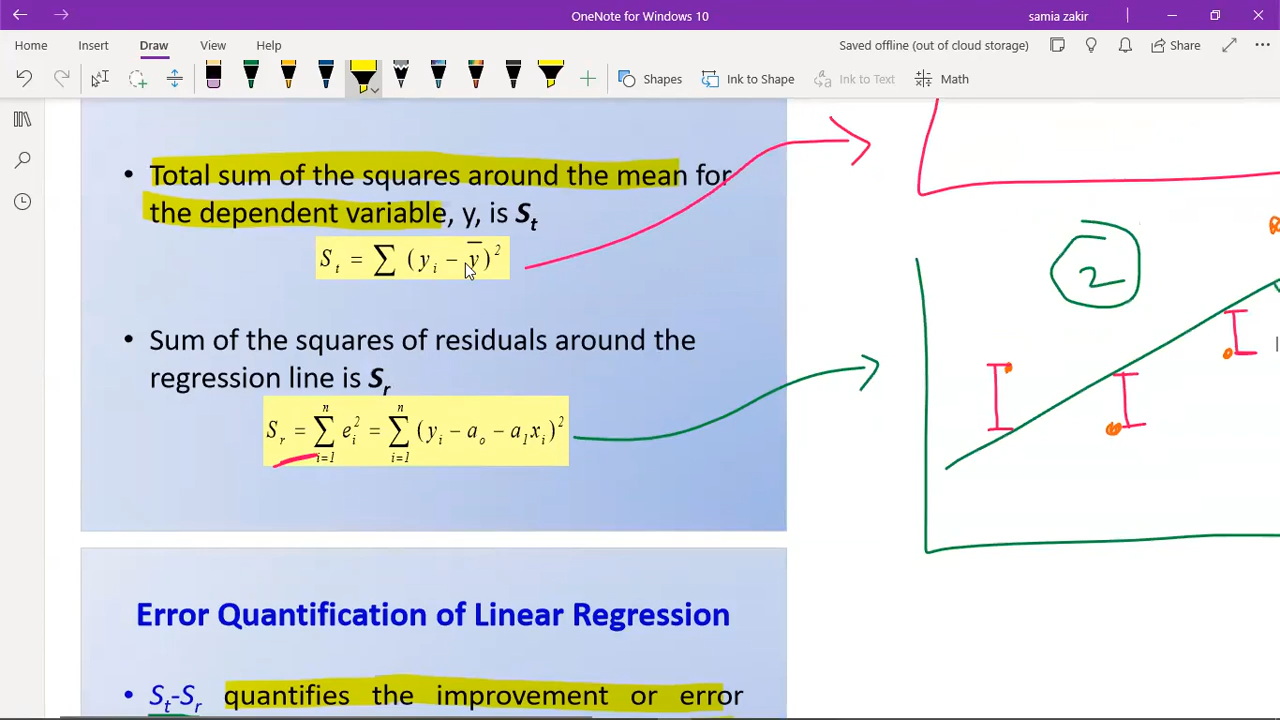 OneNote for Windows 10
samia zakir
Home Insert Draw View Help
Saved offline (out of cloud storage)
Share
Shapes
Ink to Shape
Ink to Text
Math
• Total sum of the squares around the mean for
the dependent variable, y, is St
St = ∑ (yi − y̅)²
• Sum of the squares of residuals around the
regression line is Sr
Sr = ∑_{i=1}^{n} ei² = ∑_{i=1}^{n} (yi − ao − a1xi)²
2
Error Quantification of Linear Regression
• St-Sr quantifies the improvement or error